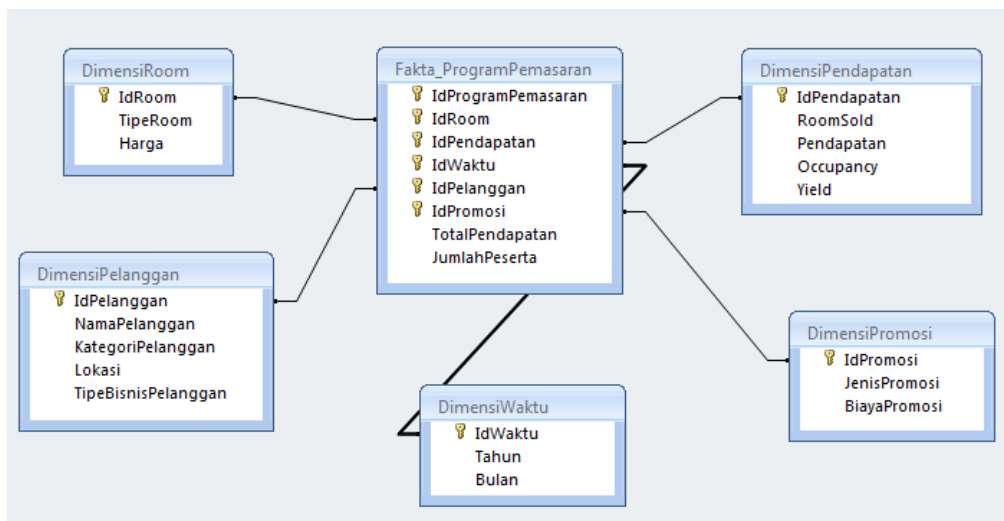 DimensiRoom
IdRoom
TipeRoom
Harga
Fakta_ProgramPemasaran
IdProgramPemasaran
IdRoom
IdPendapatan
IdWaktu
IdPelanggan
IdPromosi
TotalPendapatan
JumlahPeserta
DimensiPendapatan
IdPendapatan
RoomSold
Pendapatan
Occupancy
Yield
DimensiPelanggan
IdPelanggan
NamaPelanggan
KategoriPelanggan
Lokasi
TipeBisnisPelanggan
DimensiWaktu
IdWaktu
Tahun
Bulan
DimensiPromosi
IdPromosi
JenisPromosi
BiayaPromosi